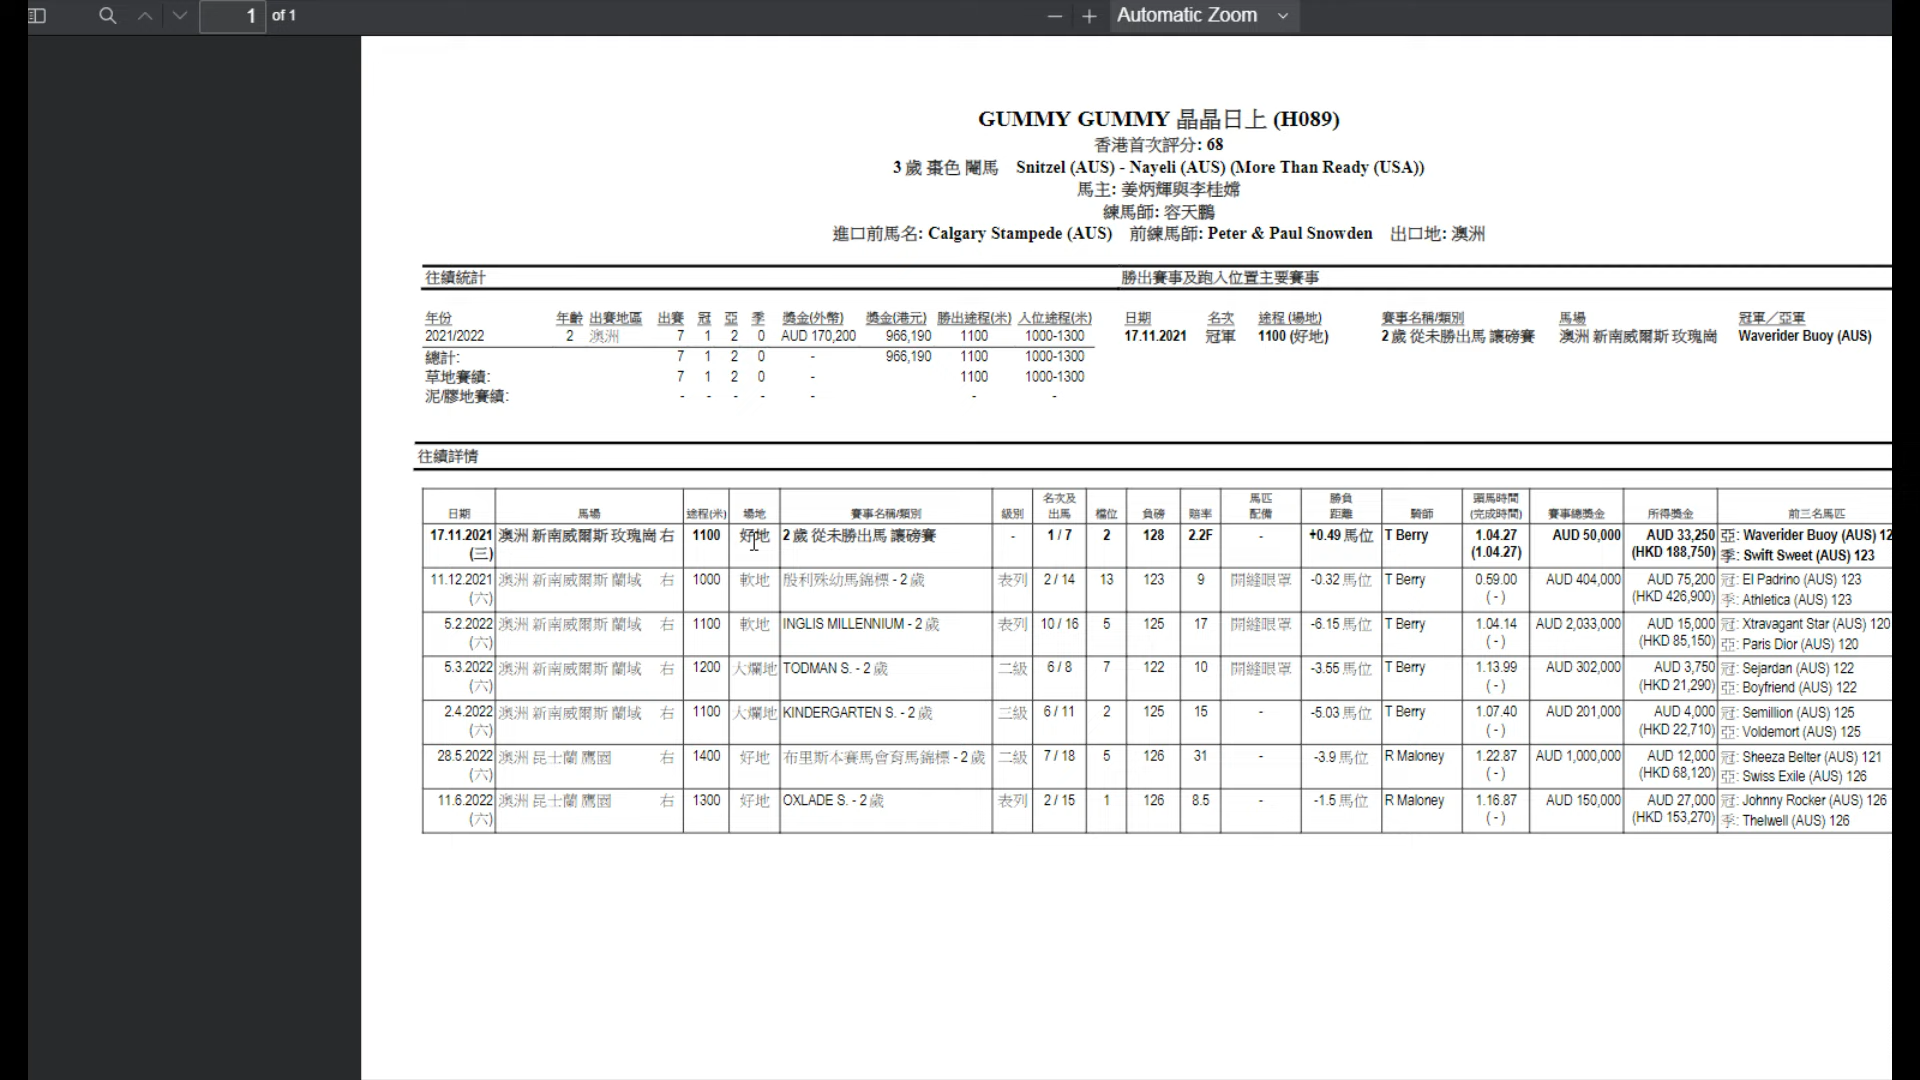 1 of 1 Automatic Zoom
GUMMY GUMMY 晶晶日上 (H089)
香港首次評分: 68
3 歲 棗色 閹馬 Snitzel (AUS) - Nayeli (AUS) (More Than Ready (USA))
馬主: 姜炳輝與李桂嫦
練馬師: 容天鵬
進口前馬名: Calgary Stampede (AUS) 前練馬師: Peter & Paul Snowden 出口地: 澳洲
往績統計 勝出賽事及跑入位置主要賽事
年份 年齡 出賽地區 出賽 冠 亞 季 獎金(外幣) 獎金(港元) 勝出途程(米) 入位途程(米) 日期 名次 途程 (場地) 賽事名稱/類別 馬場 冠軍／亞軍
2021/2022 2 澳洲 7 1 2 0 AUD 170,200 966,190 1100 1000-1300 17.11.2021 冠軍 1100 (好地) 2 歲 從未勝出馬 讓磅賽 澳洲 新南威爾斯 玫瑰崗 Waverider Buoy (AUS)
總計: 7 1 2 0 - 966,190 1100 1000-1300
草地賽績: 7 1 2 0 - 1100 1000-1300
泥/膠地賽績: - - - - - - -
往績詳情
日期 馬場 途程(米) 場地 賽事名稱/類別 級別 名次及出馬 檔位 負磅 賠率 馬匹配備 勝負距離 騎師 頭馬時間(完成時間) 賽事總獎金 所得獎金 前三名馬匹
17.11.2021 澳洲 新南威爾斯 玫瑰崗 右 1100 好地 2 歲 從未勝出馬 讓磅賽 - 1 / 7 2 128 2.2F - +0.49 馬位 T Berry 1.04.27 AUD 50,000 AUD 33,250 亞: Waverider Buoy (AUS) 12
(三) (1.04.27) (HKD 188,750) 季: Swift Sweet (AUS) 123
11.12.2021 澳洲 新南威爾斯 蘭域 右 1000 軟地 殷利殊幼馬錦標 - 2 歲 表列 2 / 14 13 123 9 開縫眼罩 -0.32 馬位 T Berry 0.59.00 AUD 404,000 AUD 75,200 冠: El Padrino (AUS) 123
(六) ( - ) (HKD 426,900) 季: Athletica (AUS) 123
5.2.2022 澳洲 新南威爾斯 蘭域 右 1100 軟地 INGLIS MILLENNIUM - 2 歲 表列 10 / 16 5 125 17 開縫眼罩 -6.15 馬位 T Berry 1.04.14 AUD 2,033,000 AUD 15,000 冠: Xtravagant Star (AUS) 120
(六) ( - ) (HKD 85,150) 亞: Paris Dior (AUS) 120
5.3.2022 澳洲 新南威爾斯 蘭域 右 1200 大爛地 TODMAN S. - 2 歲 二級 6 / 8 7 122 10 開縫眼罩 -3.55 馬位 T Berry 1.13.99 AUD 302,000 AUD 3,750 冠: Sejardan (AUS) 122
(六) ( - ) (HKD 21,290) 亞: Boyfriend (AUS) 122
2.4.2022 澳洲 新南威爾斯 蘭域 右 1100 大爛地 KINDERGARTEN S. - 2 歲 三級 6 / 11 2 125 15 - -5.03 馬位 T Berry 1.07.40 AUD 201,000 AUD 4,000 冠: Semillion (AUS) 125
(六) ( - ) (HKD 22,710) 亞: Voldemort (AUS) 125
28.5.2022 澳洲 昆士蘭 鷹園 右 1400 好地 布里斯本賽馬會育馬錦標 - 2 歲 二級 7 / 18 5 126 31 - -3.9 馬位 R Maloney 1.22.87 AUD 1,000,000 AUD 12,000 冠: Sheeza Belter (AUS) 121
(六) ( - ) (HKD 68,120) 亞: Swiss Exile (AUS) 126
11.6.2022 澳洲 昆士蘭 鷹園 右 1300 好地 OXLADE S. - 2 歲 表列 2 / 15 1 126 8.5 - -1.5 馬位 R Maloney 1.16.87 AUD 150,000 AUD 27,000 冠: Johnny Rocker (AUS) 126
(六) ( - ) (HKD 153,270) 季: Thelwell (AUS) 126